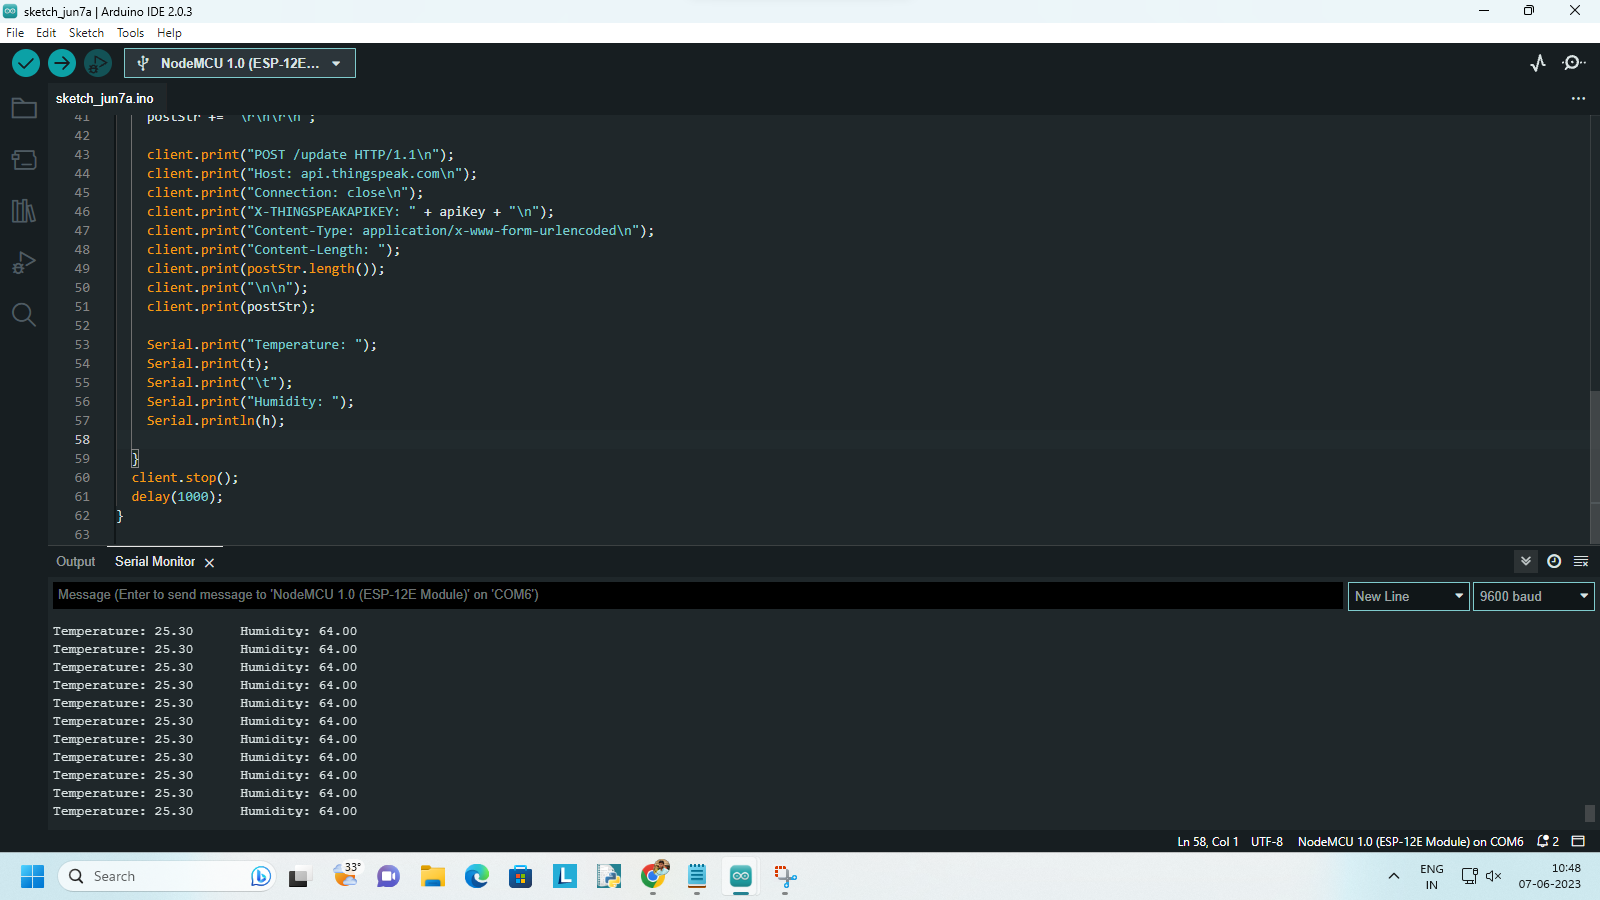 sketch_jun7a | Arduino IDE 2.0.3
File Edit Sketch Tools Help
NodeMCU 1.0 (ESP-12E...
sketch_jun7a.ino
41 postStr += "\r\n\r\n";
42
43 client.print("POST /update HTTP/1.1\n");
44 client.print("Host: api.thingspeak.com\n");
45 client.print("Connection: close\n");
46 client.print("X-THINGSPEAKAPIKEY: " + apiKey + "\n");
47 client.print("Content-Type: application/x-www-form-urlencoded\n");
48 client.print("Content-Length: ");
49 client.print(postStr.length());
50 client.print("\n\n");
51 client.print(postStr);
52
53 Serial.print("Temperature: ");
54 Serial.print(t);
55 Serial.print("\t");
56 Serial.print("Humidity: ");
57 Serial.println(h);
58
59 }
60 client.stop();
61 delay(1000);
62 }
63
Output Serial Monitor
Message (Enter to send message to 'NodeMCU 1.0 (ESP-12E Module)' on 'COM6')
New Line 9600 baud
Temperature: 25.30 Humidity: 64.00
Temperature: 25.30 Humidity: 64.00
Temperature: 25.30 Humidity: 64.00
Temperature: 25.30 Humidity: 64.00
Temperature: 25.30 Humidity: 64.00
Temperature: 25.30 Humidity: 64.00
Temperature: 25.30 Humidity: 64.00
Temperature: 25.30 Humidity: 64.00
Temperature: 25.30 Humidity: 64.00
Temperature: 25.30 Humidity: 64.00
Temperature: 25.30 Humidity: 64.00
Ln 58, Col 1 UTF-8 NodeMCU 1.0 (ESP-12E Module) on COM6 2
Search
33°
L
ENG
IN
10:48
07-06-2023